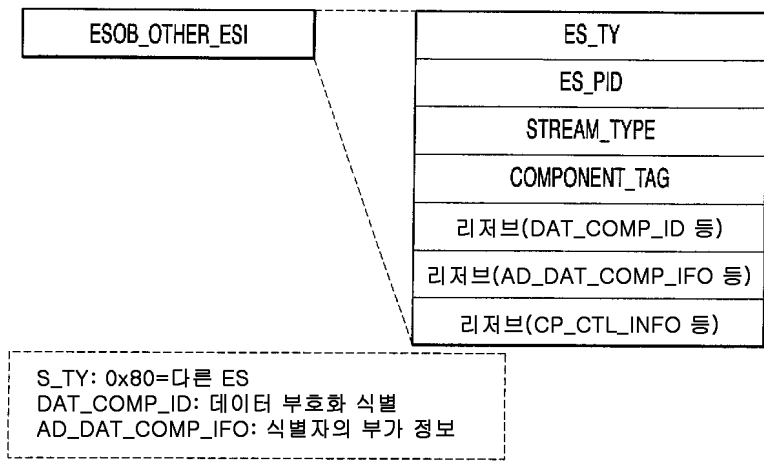 ESOB_OTHER_ESI
ES_TY
ES_PID
STREAM_TYPE
COMPONENT_TAG
리저브(DAT_COMP_ID 등)
리저브(AD_DAT_COMP_IFO 등)
리저브(CP_CTL_INFO 등)
S_TY: 0x80=다른 ES
DAT_COMP_ID: 데이터 부호화 식별
AD_DAT_COMP_IFO: 식별자의 부가 정보